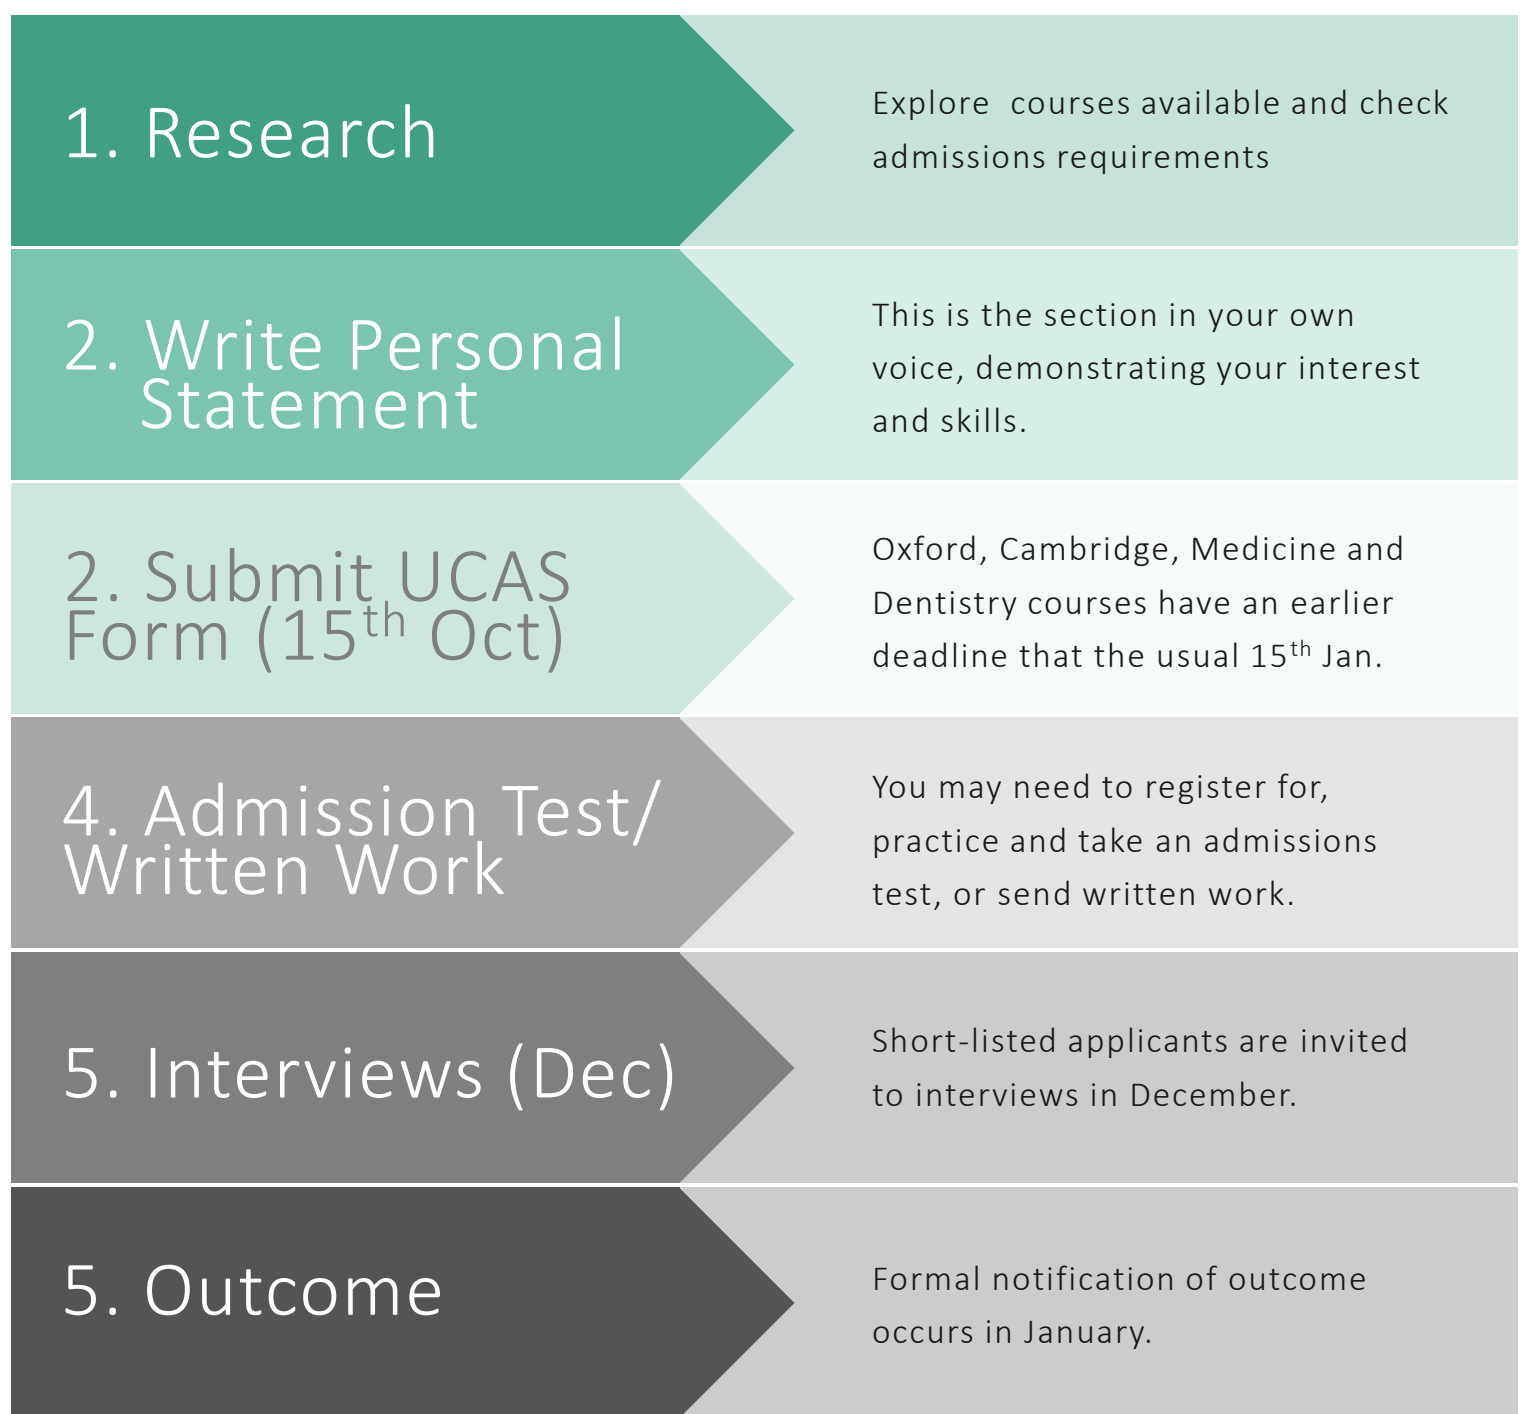 1. Research
Explore  courses available and check
admissions requirements
2. Write Personal
Statement
This is the section in your own
voice, demonstrating your interest
and skills.
2. Submit UCAS
Form (15th Oct)
Oxford, Cambridge, Medicine and
Dentistry courses have an earlier
deadline that the usual 15th Jan.
4. Admission Test/
Written Work
You may need to register for,
practice and take an admissions
test, or send written work.
5. Interviews (Dec)
Short-listed applicants are invited
to interviews in December.
5. Outcome
Formal notification of outcome
occurs in January.